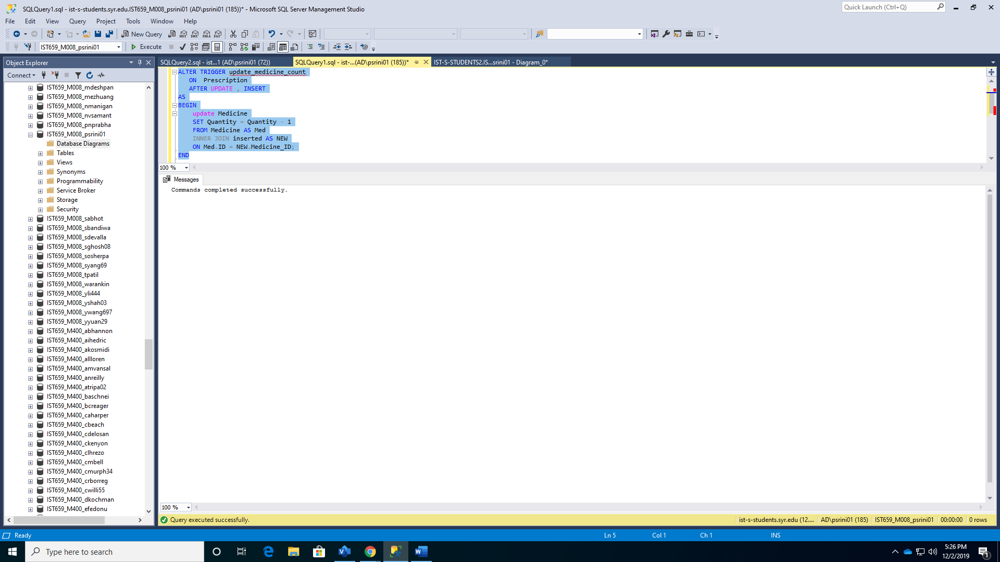 SQLQuery1.sql - ist-s-students.syr.edu.IST659_M008_psrini01 (AD\psrini01 (185))* - Microsoft SQL Server Management Studio
Quick Launch (Ctrl+Q)
File Edit View Query Project Tools Window Help
New Query
MDX DMX XMLA DAX
IST659_M008_psrini01
Execute
Object Explorer
Connect
IST659_M008_mdeshpan
IST659_M008_mezhuang
IST659_M008_nmanigan
IST659_M008_nvsamant
IST659_M008_pnprabha
IST659_M008_psrini01
Database Diagrams
Tables
Views
Synonyms
Programmability
Service Broker
Storage
Security
IST659_M008_sabhot
IST659_M008_sbandiwa
IST659_M008_sdevalla
IST659_M008_sghosh08
IST659_M008_sosherpa
IST659_M008_syang69
IST659_M008_tpatil
IST659_M008_warankin
IST659_M008_yli444
IST659_M008_yshah03
IST659_M008_ywang697
IST659_M008_yyuan29
IST659_M400_abhannon
IST659_M400_aihedric
IST659_M400_akosmidi
IST659_M400_allloren
IST659_M400_amvansal
IST659_M400_anreilly
IST659_M400_atripa02
IST659_M400_baschnei
IST659_M400_bcreager
IST659_M400_caharper
IST659_M400_cbeach
IST659_M400_cdelosan
IST659_M400_ckenyon
IST659_M400_clhrezo
IST659_M400_cmbell
IST659_M400_cmurph34
IST659_M400_crborreg
IST659_M400_cwilli55
IST659_M400_dkochman
IST659_M400_efedonu
SQLQuery2.sql - ist...1 (AD\psrini01 (72))
SQLQuery1.sql - ist-...(AD\psrini01 (185))*
IST-S-STUDENTS2.IS...srini01 - Diagram_0*
ALTER TRIGGER update_medicine_count
ON Prescription
AFTER UPDATE , INSERT
AS
BEGIN
update Medicine
SET Quantity = Quantity - 1
FROM Medicine AS Med
INNER JOIN inserted AS NEW
ON Med.ID = NEW.Medicine_ID;
END
100 %
Messages
Commands completed successfully.
100 %
Query executed successfully.
ist-s-students.syr.edu (12....
AD\psrini01 (185)
IST659_M008_psrini01
00:00:00
0 rows
Ready
Ln 5
Col 1
Ch 1
INS
Type here to search
5:26 PM
12/2/2019
1